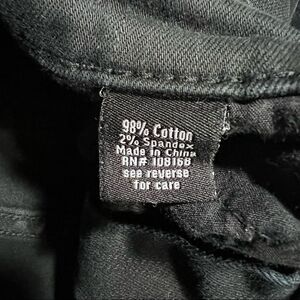 98% Cotton
2% Spandex
Made in China
RN# 108168
see reverse
for care